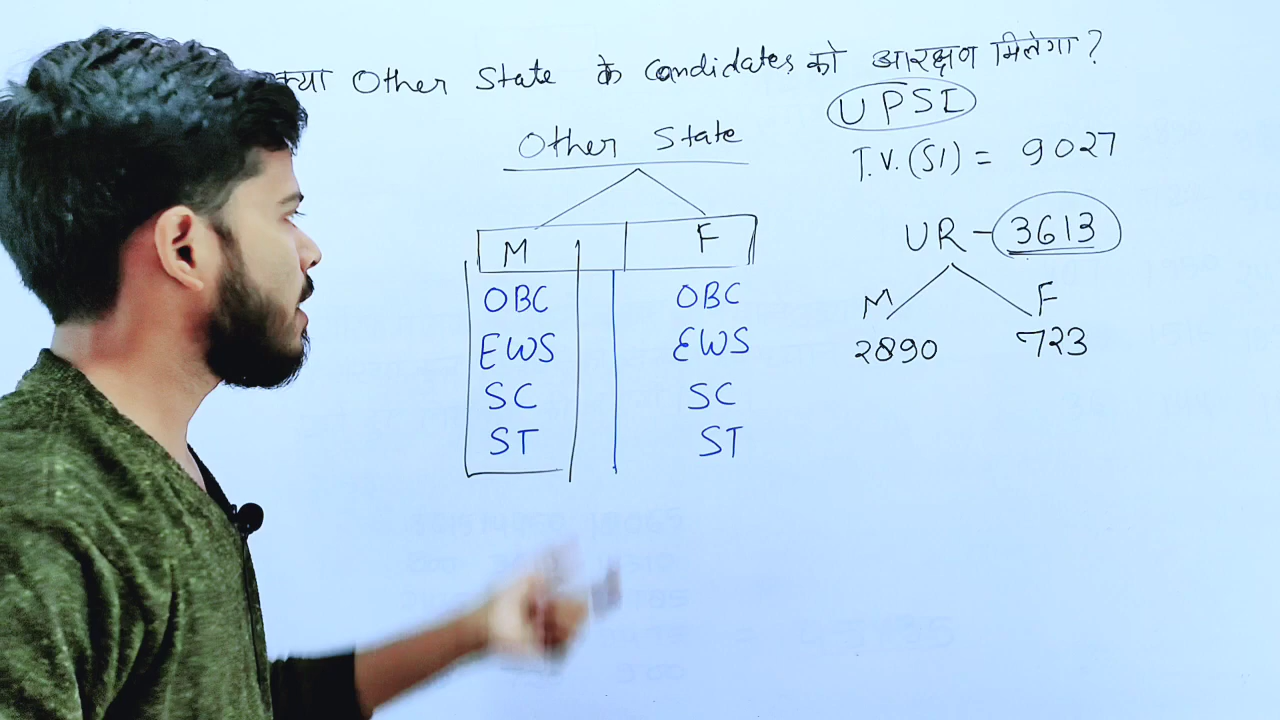 क्या Other State के Candidates को आरक्षण मिलेगा ?
UPSI
Other State
T.V.(SI) = 9027
M F
UR - 3613
OBC OBC
M F
EWS EWS
2890 723
SC SC
ST ST